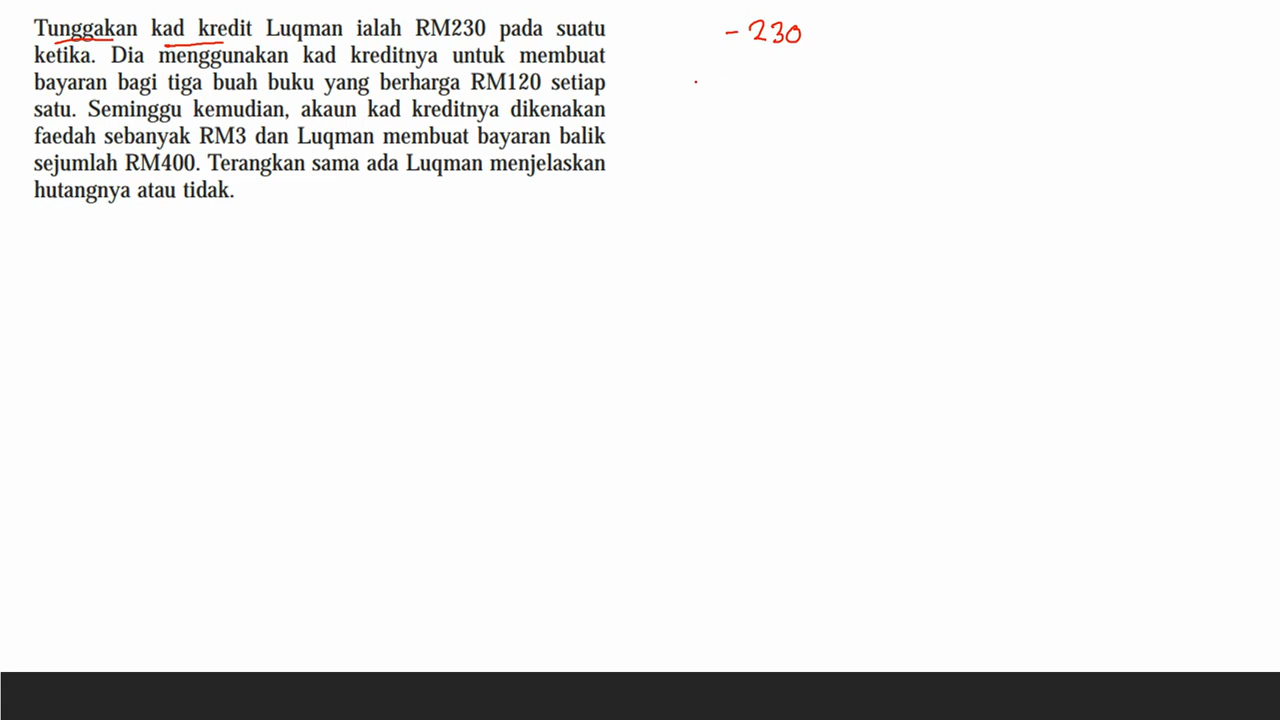 Tunggakan kad kredit Luqman ialah RM230 pada suatu
ketika. Dia menggunakan kad kreditnya untuk membuat
bayaran bagi tiga buah buku yang berharga RM120 setiap
satu. Seminggu kemudian, akaun kad kreditnya dikenakan
faedah sebanyak RM3 dan Luqman membuat bayaran balik
sejumlah RM400. Terangkan sama ada Luqman menjelaskan
hutangnya atau tidak.
- 230